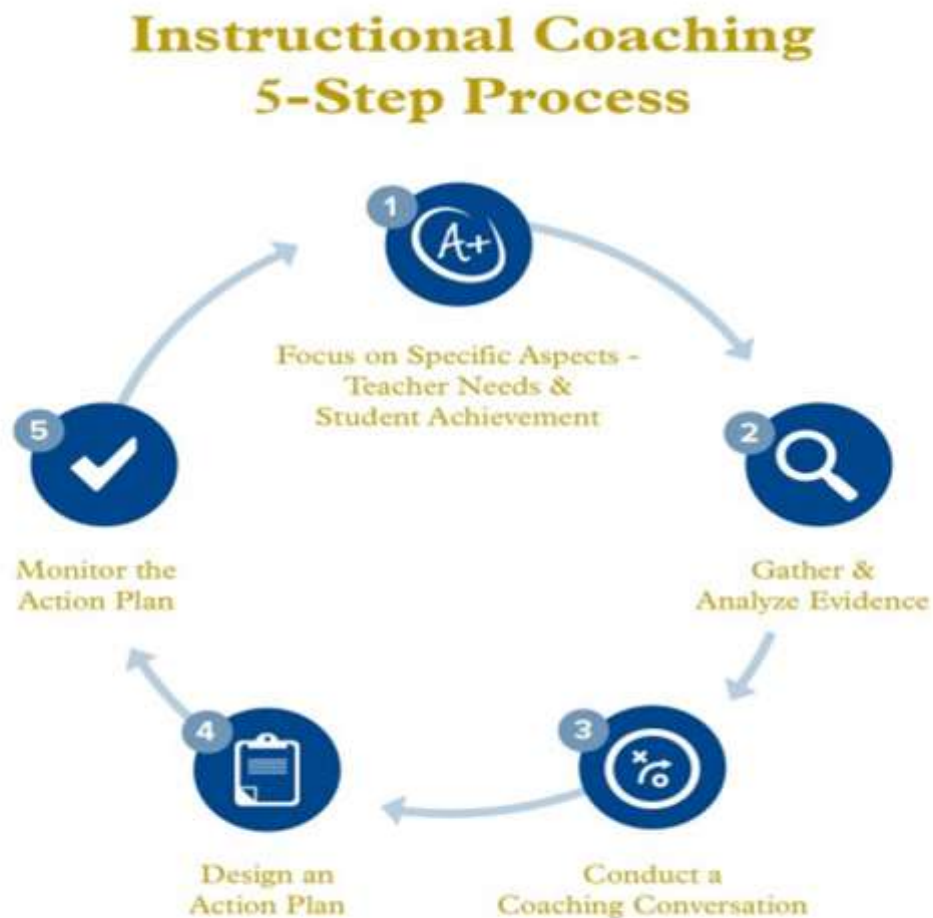 Instructional Coaching
5-Step Process
1
A+
Focus on Specific Aspects -
Teacher Needs &
Student Achievement
2
Gather &
Analyze Evidence
3
Conduct a
Coaching Conversation
4
Design an
Action Plan
5
Monitor the
Action Plan